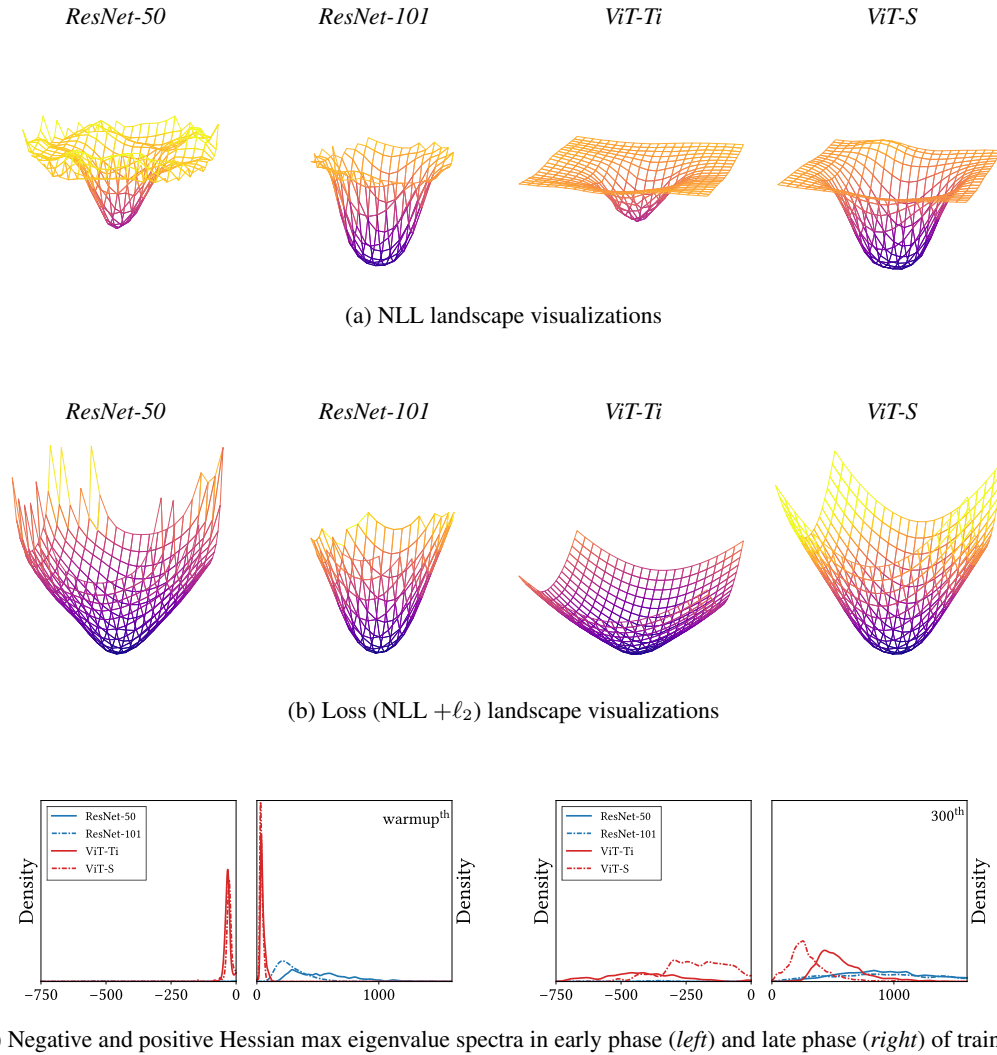 ResNet-50 ResNet-101 ViT-Ti ViT-S
(a) NLL landscape visualizations
ResNet-50 ResNet-101 ViT-Ti ViT-S
(b) Loss (NLL +ℓ₂) landscape visualizations
Density
ResNet-50
ResNet-101
ViT-Ti
ViT-S
−750 −500 −250 0
warmupᵗʰ
0 1000
Density
Density
ResNet-50
ResNet-101
ViT-Ti
ViT-S
−750 −500 −250 0
300ᵗʰ
0 1000
Density
) Negative and positive Hessian max eigenvalue spectra in early phase (left) and late phase (right) of train